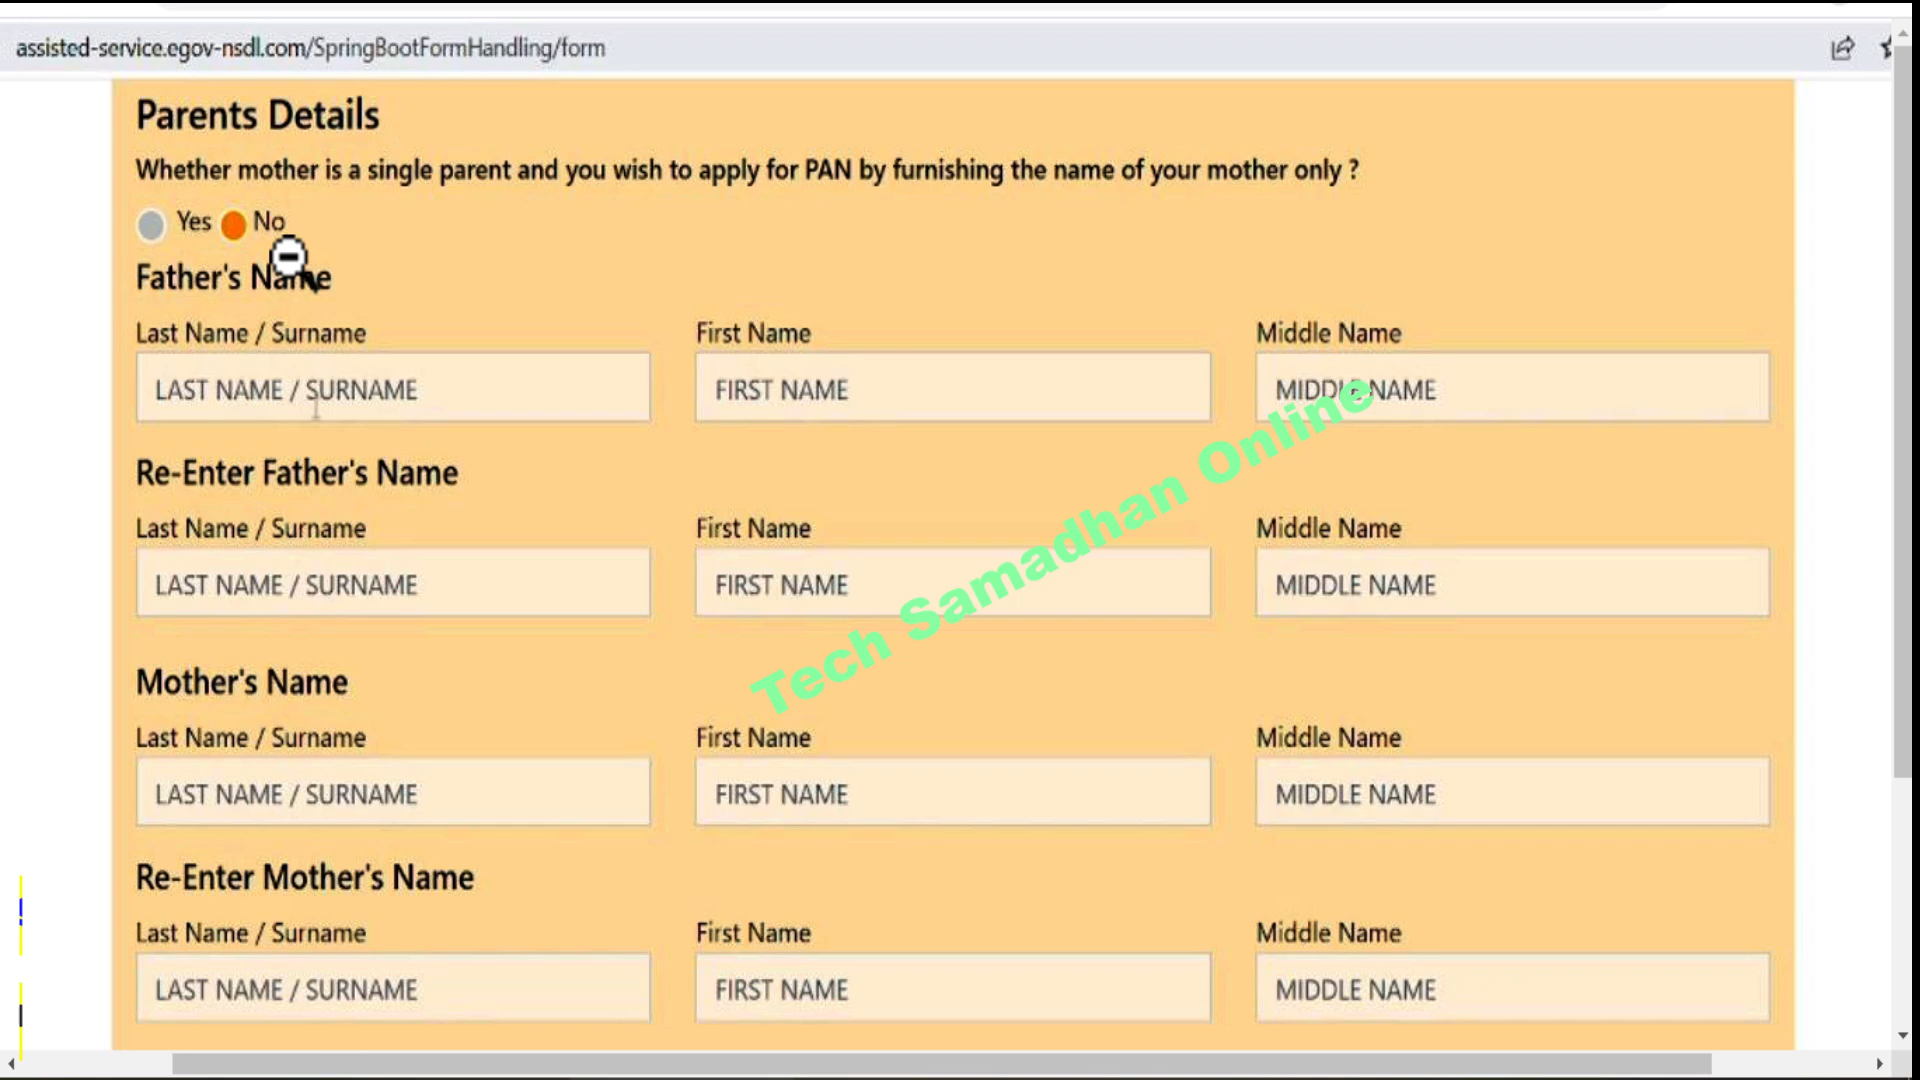 assisted-service.egov-nsdl.com/SpringBootFormHandling/form
Parents Details
Whether mother is a single parent and you wish to apply for PAN by furnishing the name of your mother only ?
Yes No
Father's Name
Last Name / Surname First Name Middle Name
LAST NAME / SURNAME FIRST NAME MIDDLE NAME
Re-Enter Father's Name
Last Name / Surname First Name Middle Name
LAST NAME / SURNAME FIRST NAME MIDDLE NAME
Tech Samadhan Online
Mother's Name
Last Name / Surname First Name Middle Name
LAST NAME / SURNAME FIRST NAME MIDDLE NAME
Re-Enter Mother's Name
Last Name / Surname First Name Middle Name
LAST NAME / SURNAME FIRST NAME MIDDLE NAME